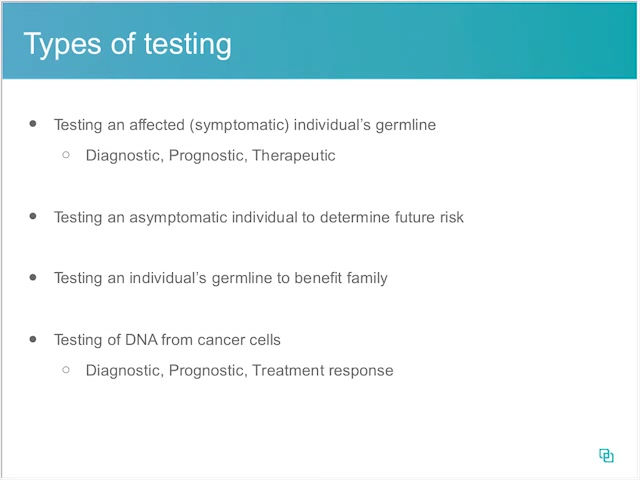 Types of testing
● Testing an affected (symptomatic) individual's germline
○ Diagnostic, Prognostic, Therapeutic
● Testing an asymptomatic individual to determine future risk
● Testing an individual's germline to benefit family
● Testing of DNA from cancer cells
○ Diagnostic, Prognostic, Treatment response